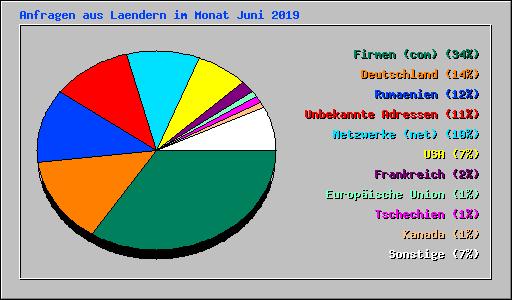 Anfragen aus Laendern im Monat Juni 2019
Firmen (com) (34%)
Deutschland (14%)
Rumaenien (12%)
Unbekannte Adressen (11%)
Netzwerke (net) (10%)
USA (7%)
Frankreich (2%)
Europäische Union (1%)
Tschechien (1%)
Kanada (1%)
Sonstige (7%)